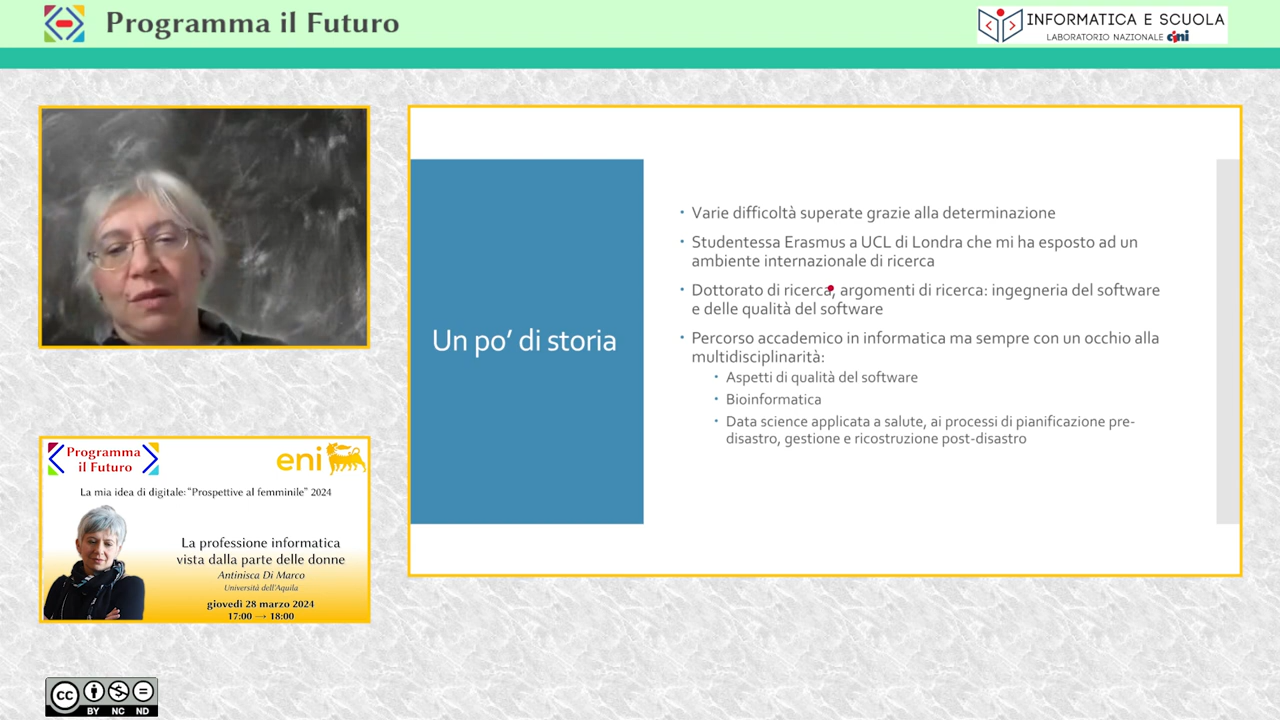 Programma il Futuro
INFORMATICA E SCUOLA
LABORATORIO NAZIONALE cini
Un po’ di storia
• Varie difficoltà superate grazie alla determinazione
• Studentessa Erasmus a UCL di Londra che mi ha esposto ad un
ambiente internazionale di ricerca
• Dottorato di ricerca, argomenti di ricerca: ingegneria del software
e delle qualità del software
• Percorso accademico in informatica ma sempre con un occhio alla
multidisciplinarità:
• Aspetti di qualità del software
• Bioinformatica
• Data science applicata a salute, ai processi di pianificazione pre-
disastro, gestione e ricostruzione post-disastro
Programma
il Futuro
eni
La mia idea di digitale: “Prospettive al femminile” 2024
La professione informatica
vista dalla parte delle donne
Antinisca Di Marco
Università dell'Aquila
giovedì 28 marzo 2024
17:00 → 18:00
CC
BY NC ND